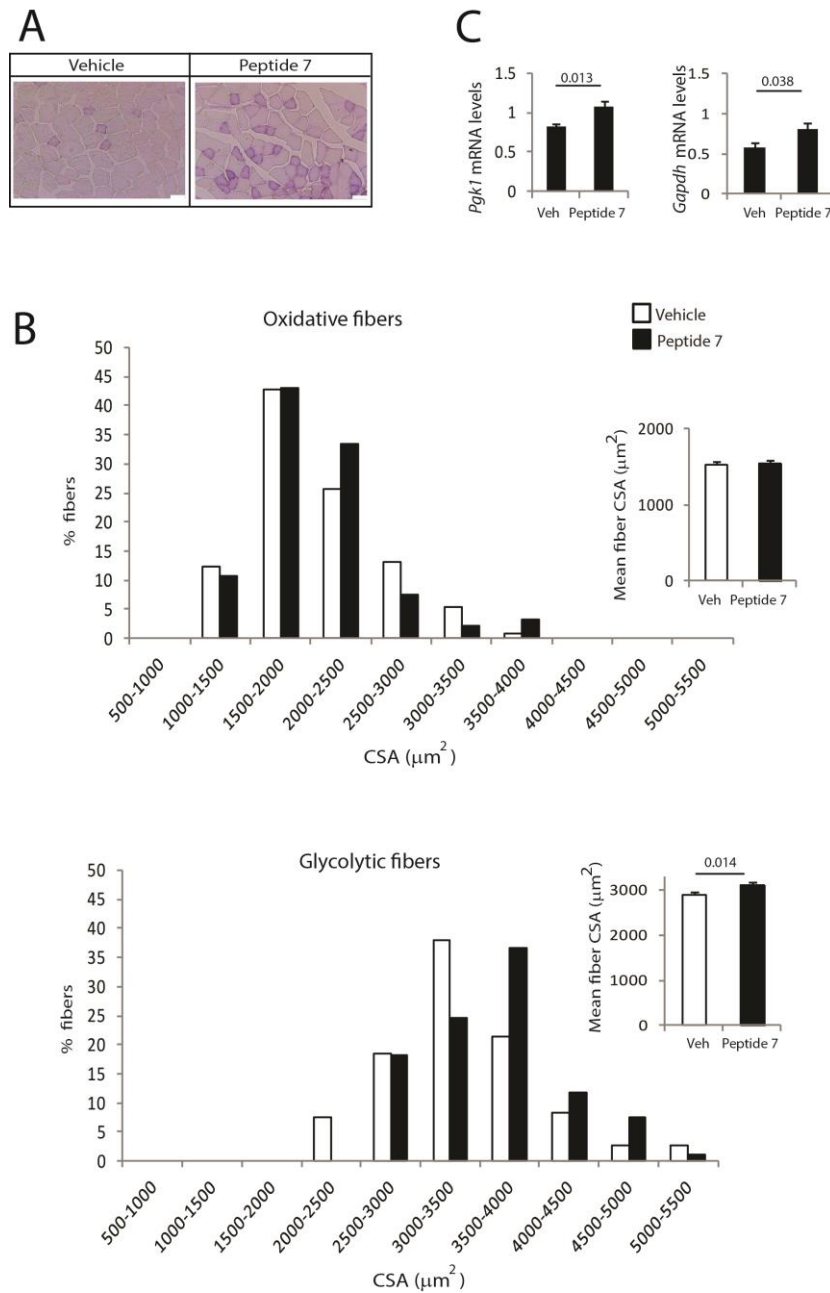 A
Vehicle
Peptide 7
C
1.5
1
0.5
0
Pgk1 mRNA levels
0.013
Veh
Peptide 7
1.5
1
0.5
0
Gapdh mRNA levels
0.038
Veh
Peptide 7
B
Oxidative fibers
Vehicle
Peptide 7
50
45
40
35
30
25
20
15
10
5
0
% fibers
500-1000
1000-1500
1500-2000
2000-2500
2500-3000
3000-3500
3500-4000
4000-4500
4500-5000
5000-5500
CSA (μm²)
2000
1000
0
Mean fiber CSA (μm²)
Veh
Peptide 7
Glycolytic fibers
50
45
40
35
30
25
20
15
10
5
0
% fibers
500-1000
1000-1500
1500-2000
2000-2500
2500-3000
3000-3500
3500-4000
4000-4500
4500-5000
5000-5500
CSA (μm²)
0.014
3000
2000
1000
0
Mean fiber CSA (μm²)
Veh
Peptide 7